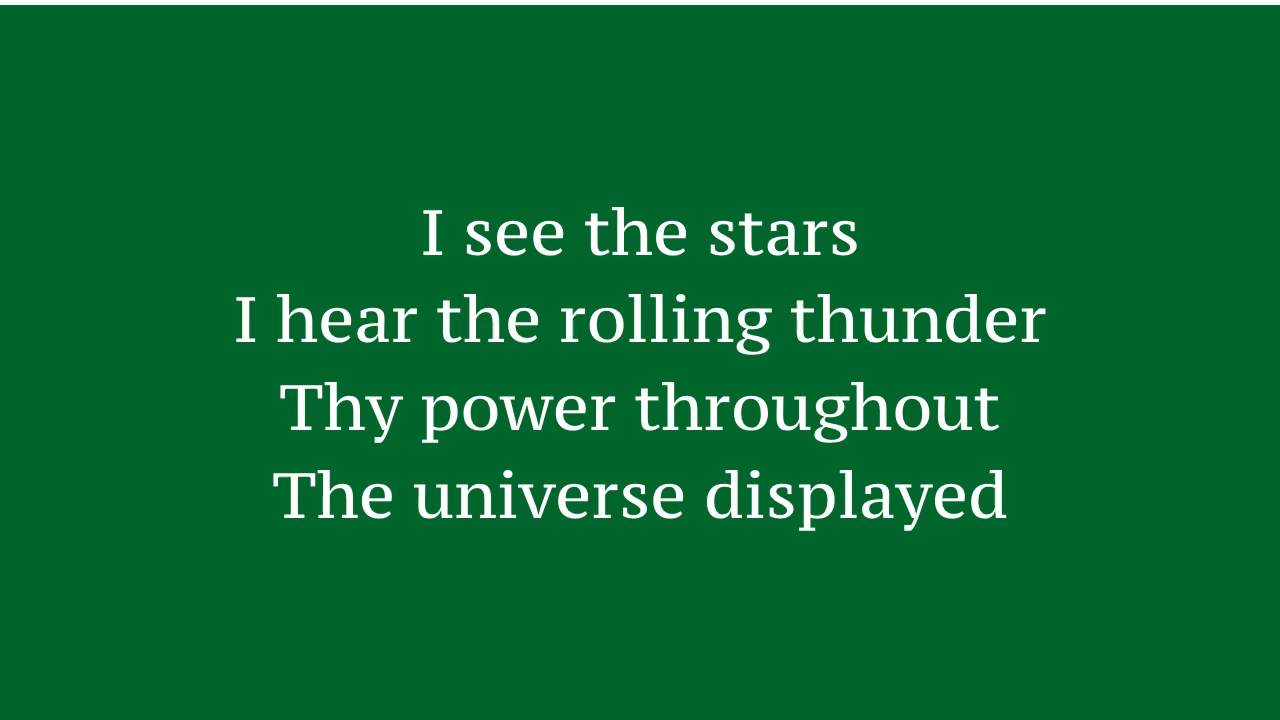 I see the stars
I hear the rolling thunder
Thy power throughout
The universe displayed